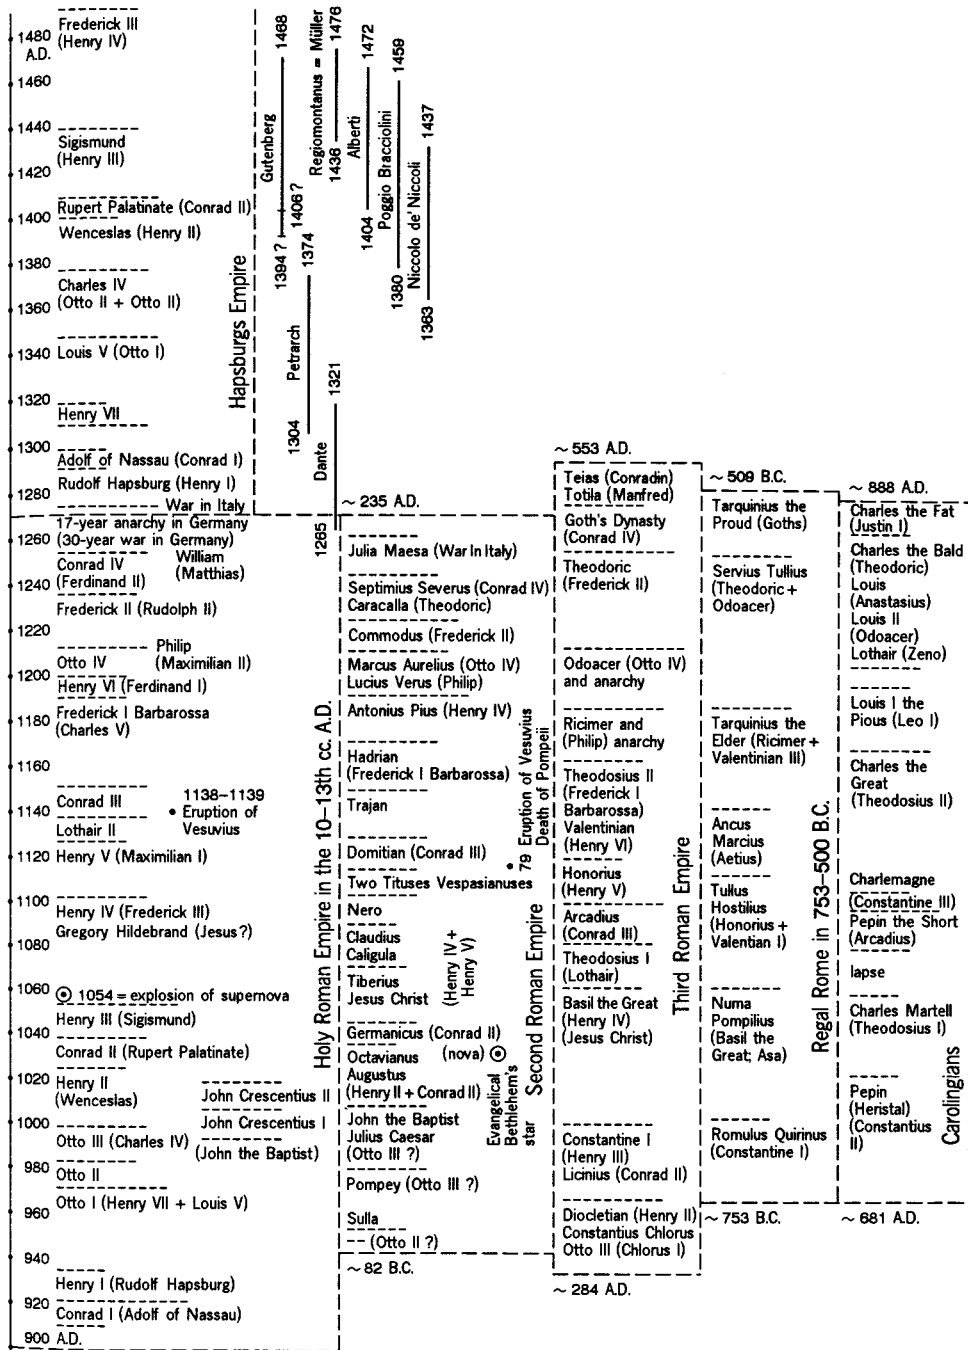 1480
A.D.
1460
1440
1420
1400
1380
1360
1340
1320
1300
1280
1260
1240
1220
1200
1180
1160
1140
1120
1100
1080
1060
1040
1020
1000
980
960
940
920
900 A.D.
Frederick III
(Henry IV)
Sigismund
(Henry III)
Rupert Palatinate (Conrad II)
Wenceslas (Henry II)
Charles IV
(Otto II + Otto II)
Louis V (Otto I)
Henry VII
Adolf of Nassau (Conrad I)
Rudolf Hapsburg (Henry I)
War in Italy
17-year anarchy in Germany
(30-year war in Germany)
Conrad IV
(Ferdinand II)
William
(Matthias)
Frederick II (Rudolph II)
Philip
Otto IV (Maximilian II)
Henry VI (Ferdinand I)
Frederick I Barbarossa
(Charles V)
Conrad III
1138–1139
Eruption of
Vesuvius
Lothair II
Henry V (Maximilian I)
Henry IV (Frederick III)
Gregory Hildebrand (Jesus?)
1054 = explosion of supernova
Henry III (Sigismund)
Conrad II (Rupert Palatinate)
Henry II
(Wenceslas)
John Crescentius II
John Crescentius I
Otto III (Charles IV)
(John the Baptist)
Otto II
Otto I (Henry VII + Louis V)
Henry I (Rudolf Hapsburg)
Conrad I (Adolf of Nassau)
Hapsburgs Empire
Holy Roman Empire in the 10–13th cc. A.D.
1468
Gutenberg
1394?
1406?
1476
Regiomontanus = Müller
1436
1472
Alberti
1404
1459
Poggio Bracciolini
1380
1437
Niccolo de' Niccoli
1363
1374
Petrarch
1304
1321
Dante
1265
~ 235 A.D.
Julia Maesa (War In Italy)
Septimius Severus (Conrad IV)
Caracalla (Theodoric)
Commodus (Frederick II)
Marcus Aurelius (Otto IV)
Lucius Verus (Philip)
Antonius Pius (Henry IV)
Hadrian
(Frederick I Barbarossa)
Trajan
Domitian (Conrad III)
Two Tituses Vespasianuses
Nero
Claudius
Caligula
Tiberius
Jesus Christ
(Henry IV +
Henry V)
Germanicus (Conrad II)
Octavianus (nova)
Augustus
(Henry II + Conrad II)
John the Baptist
Julius Caesar
(Otto III ?)
Pompey (Otto III ?)
Sulla
-- (Otto II ?)
~ 82 B.C.
79 Eruption of Vesuvius
Death of Pompeii
Evangelical
Bethlehem's
star
Second Roman Empire
~ 553 A.D.
Teias (Conradin)
Totila (Manfred)
Goth's Dynasty
(Conrad IV)
Theodoric
(Frederick II)
Odoacer (Otto IV)
and anarchy
Ricimer and
(Philip) anarchy
Theodosius II
(Frederick I
Barbarossa)
Valentinian
(Henry VI)
Honorius
(Henry V)
Arcadius
(Conrad III)
Theodosius I
(Lothair)
Basil the Great
(Henry IV)
(Jesus Christ)
Constantine I
(Henry III)
Licinius (Conrad II)
Diocletian (Henry II)
Constantius Chlorus
Otto III (Chlorus I)
~ 284 A.D.
Third Roman Empire
~ 509 B.C.
Tarquinius the
Proud (Goths)
Servius Tullius
(Theodoric +
Odoacer)
Tarquinius the
Elder (Ricimer +
Valentinian III)
Ancus
Marcius
(Aetius)
Tullus
Hostilius
(Honorius +
Valentian I)
Numa
Pompilius
(Basil the
Great; Asa)
Romulus Quirinus
(Constantine I)
~ 753 B.C.
Regal Rome in 753–500 B.C.
~ 888 A.D.
Charles the Fat
(Justin I)
Charles the Bald
(Theodoric)
Louis
(Anastasius)
Louis II
(Odoacer)
Lothair (Zeno)
Louis I the
Pious (Leo I)
Charles the
Great
(Theodosius II)
Charlemagne
(Constantine III)
Pepin the Short
(Arcadius)
lapse
Charles Martell
(Theodosius I)
Pepin
(Heristal)
(Constantius
II)
~ 681 A.D.
Carolingians